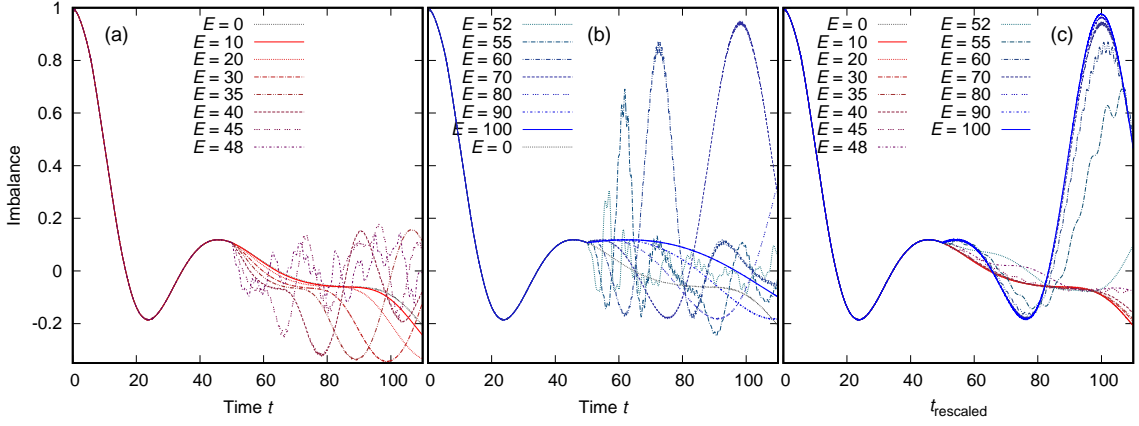 (a)
E = 0
E = 10
E = 20
E = 30
E = 35
E = 40
E = 45
E = 48
1
0.8
0.6
0.4
0.2
0
-0.2
Imbalance
0 20 40 60 80 100
Time t
(b)
E = 52
E = 55
E = 60
E = 70
E = 80
E = 90
E = 100
E = 0
0 20 40 60 80 100
Time t
(c)
E = 0
E = 10
E = 20
E = 30
E = 35
E = 40
E = 45
E = 48
E = 52
E = 55
E = 60
E = 70
E = 80
E = 90
E = 100
0 20 40 60 80 100
t rescaled